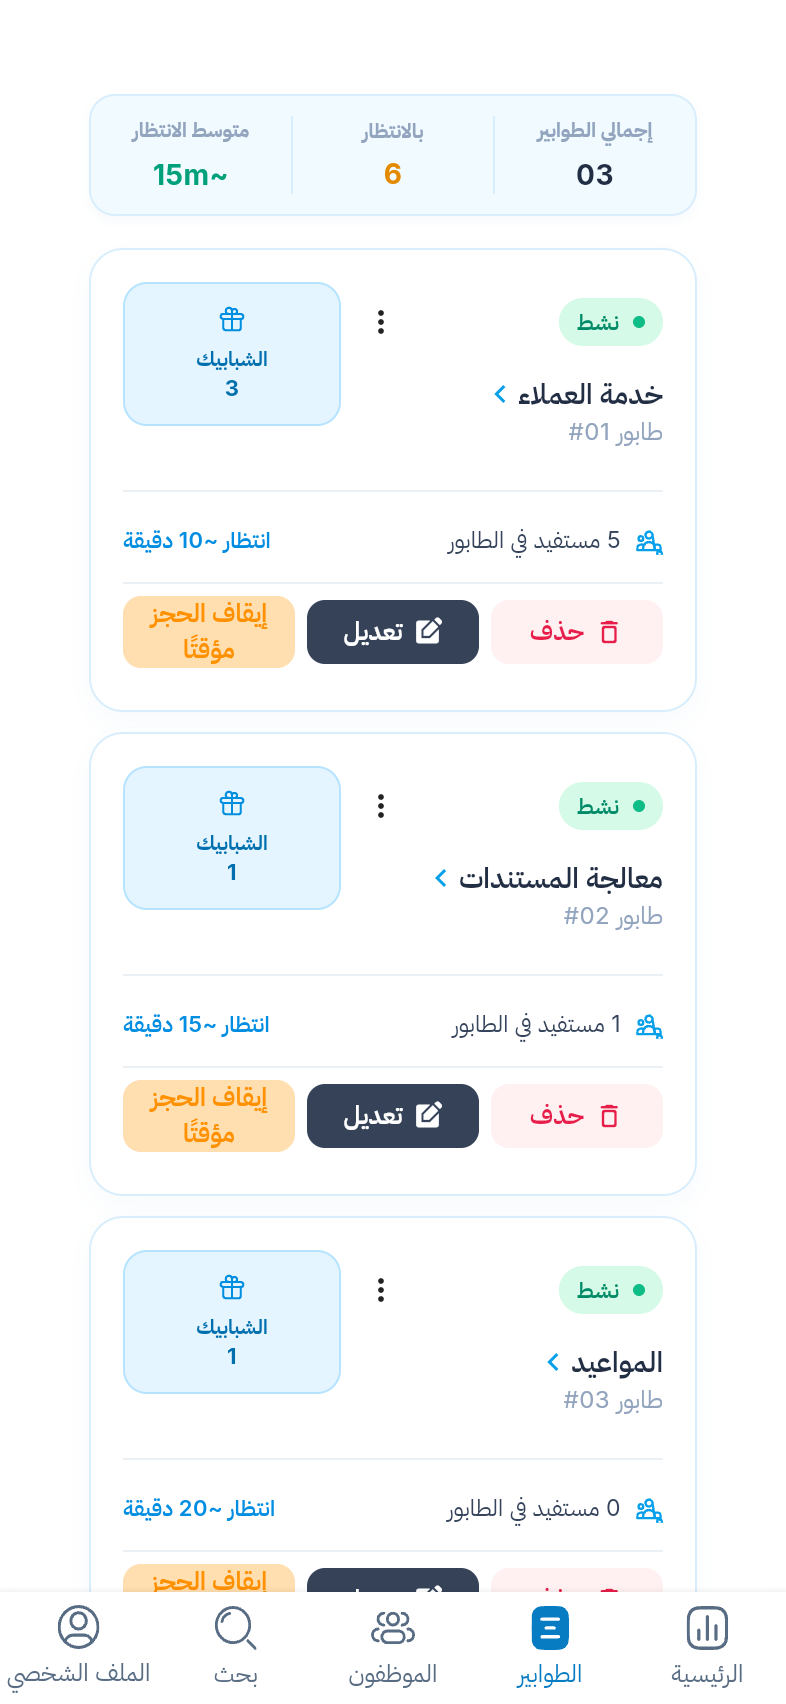 إجمالي الطوابير
03
بالانتظار
6
متوسط الانتظار
~15m
نشط
الشبابيك
3
خدمة العملاء
طابور 01#
5 مستفيد في الطابور
انتظار ~10 دقيقة
حذف
تعديل
إيقاف الحجز
مؤقتًا
نشط
الشبابيك
1
معالجة المستندات
طابور 02#
1 مستفيد في الطابور
انتظار ~15 دقيقة
حذف
تعديل
إيقاف الحجز
مؤقتًا
نشط
الشبابيك
1
المواعيد
طابور 03#
0 مستفيد في الطابور
انتظار ~20 دقيقة
إيقاف الحجز
الرئيسية
الطوابير
الموظفون
بحث
الملف الشخصي